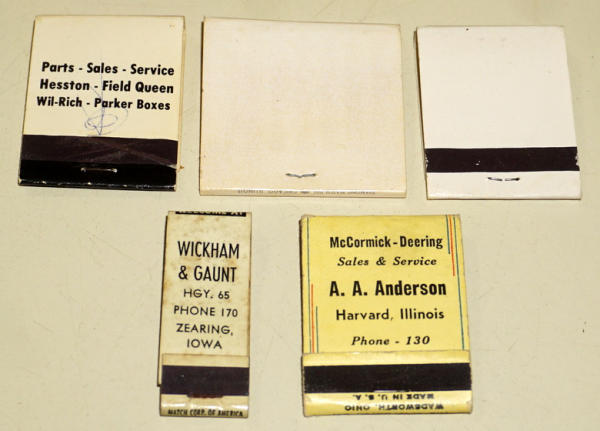 Parts - Sales - Service
Hesston - Field Queen
Wil-Rich - Parker Boxes
WICKHAM
& GAUNT
HGY. 65
PHONE 170
ZEARING,
IOWA
MATCH CORP. OF AMERICA
McCormick - Deering
Sales & Service
A. A. Anderson
Harvard, Illinois
Phone - 130
WADSWORTH, OHIO
MADE IN U. S. A.